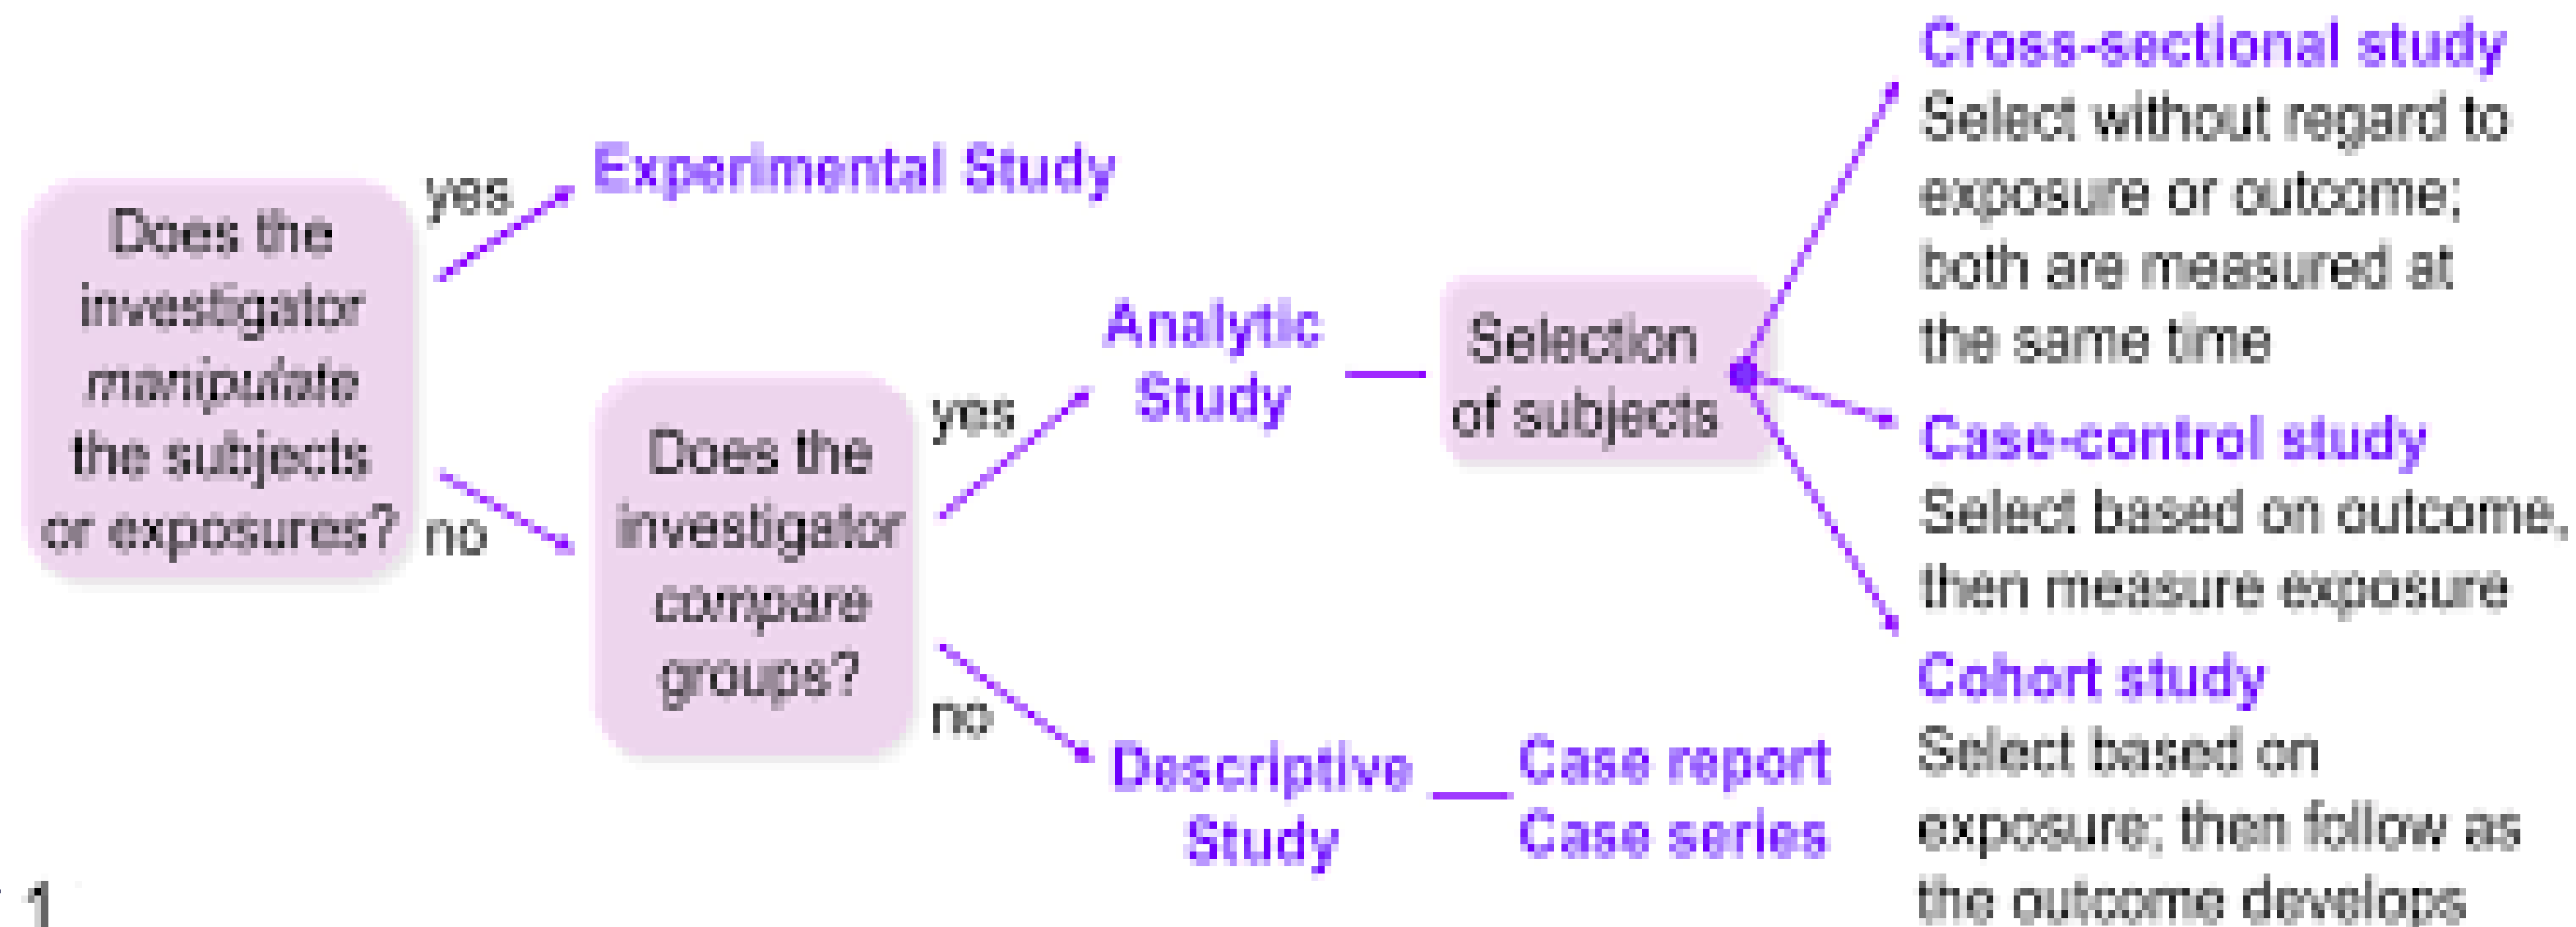 Does the
investigator
manipulate
the subjects
or exposures?
yes
no
Experimental Study
Does the
investigator
compare
groups?
yes
no
Analytic
Study
Descriptive
Study
Case report
Case series
Selection
of subjects
Cross-sectional study
Select without regard to
exposure or outcome;
both are measured at
the same time
Case-control study
Select based on outcome,
then measure exposure
Cohort study
Select based on
exposure; then follow as
the outcome develops
1